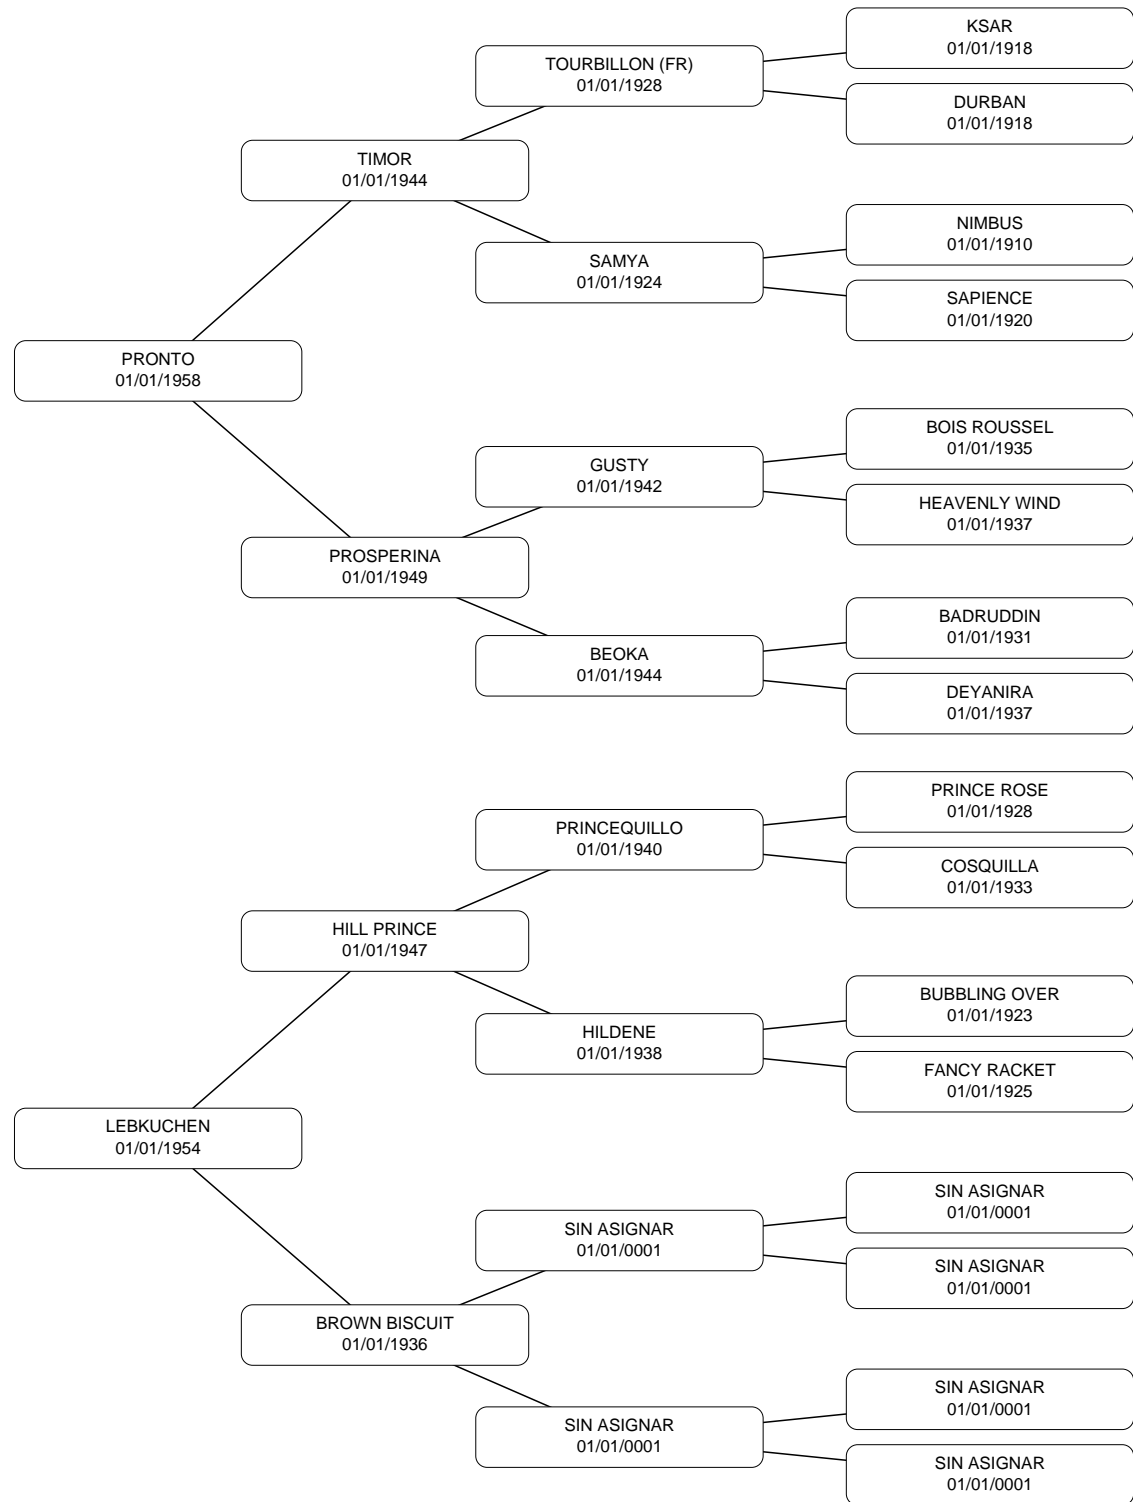 KSAR
01/01/1918
TOURBILLON (FR)
01/01/1928
DURBAN
01/01/1918
TIMOR
01/01/1944
NIMBUS
01/01/1910
SAMYA
01/01/1924
SAPIENCE
01/01/1920
PRONTO
01/01/1958
BOIS ROUSSEL
01/01/1935
GUSTY
01/01/1942
HEAVENLY WIND
01/01/1937
PROSPERINA
01/01/1949
BADRUDDIN
01/01/1931
BEOKA
01/01/1944
DEYANIRA
01/01/1937
PRINCE ROSE
01/01/1928
PRINCEQUILLO
01/01/1940
COSQUILLA
01/01/1933
HILL PRINCE
01/01/1947
BUBBLING OVER
01/01/1923
HILDENE
01/01/1938
FANCY RACKET
01/01/1925
LEBKUCHEN
01/01/1954
SIN ASIGNAR
01/01/0001
SIN ASIGNAR
01/01/0001
SIN ASIGNAR
01/01/0001
BROWN BISCUIT
01/01/1936
SIN ASIGNAR
01/01/0001
SIN ASIGNAR
01/01/0001
SIN ASIGNAR
01/01/0001